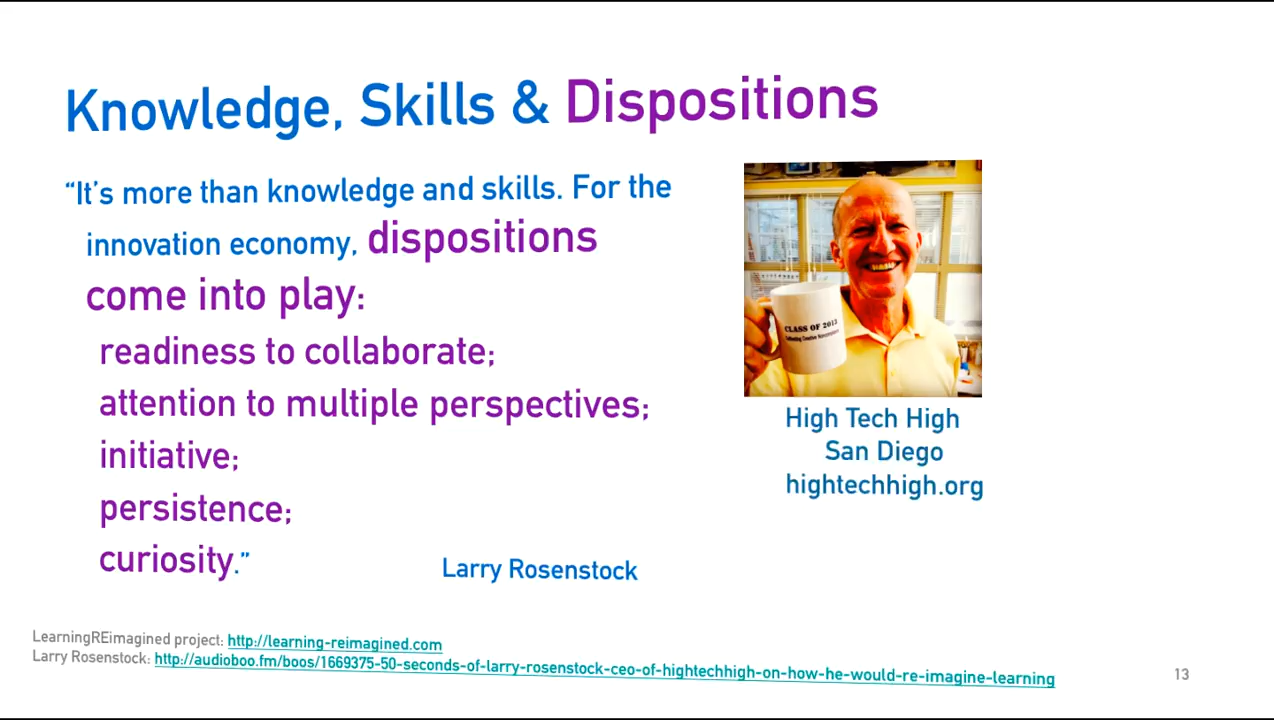 Knowledge, Skills & Dispositions
“It’s more than knowledge and skills. For the
innovation economy, dispositions
come into play:
readiness to collaborate;
attention to multiple perspectives;
initiative;
persistence;
curiosity.”
Larry Rosenstock
CLASS OF 2013
High Tech High
San Diego
hightechhigh.org
LearningREimagined project: http://learning-reimagined.com
Larry Rosenstock: http://audioboo.fm/boos/1669375-50-seconds-of-larry-rosenstock-ceo-of-hightechhigh-on-how-he-would-re-imagine-learning
13